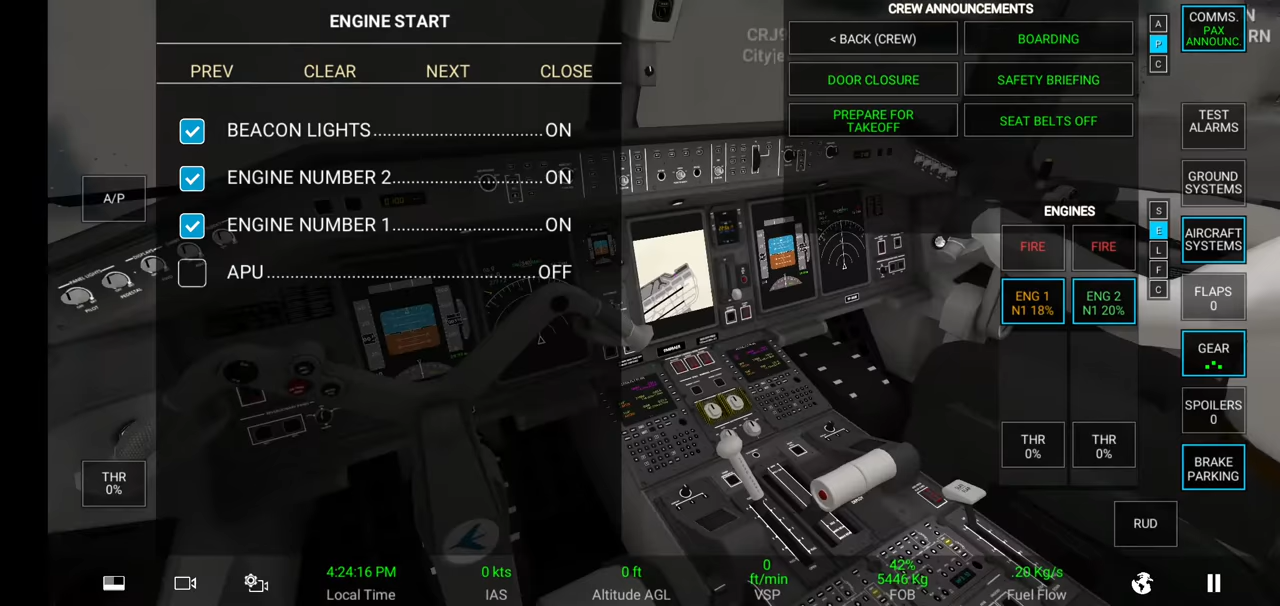 ENGINE START
PREV CLEAR NEXT CLOSE
BEACON LIGHTS ON
ENGINE NUMBER 2 ON
ENGINE NUMBER 1 ON
APU OFF
A/P
THR
0%
CREW ANNOUNCEMENTS
< BACK (CREW)
BOARDING
DOOR CLOSURE
SAFETY BRIEFING
PREPARE FOR
TAKEOFF
SEAT BELTS OFF
A
P
C
COMMS.
PAX
ANNOUNC.
TEST
ALARMS
GROUND
SYSTEMS
AIRCRAFT
SYSTEMS
FLAPS
0
GEAR
SPOILERS
0
BRAKE
PARKING
ENGINES
S
E
L
F
C
FIRE FIRE
ENG 1
N1 18%
ENG 2
N1 20%
THR
0%
THR
0%
RUD
4:24:16 PM
Local Time
0 kts
IAS
0 ft
Altitude AGL
0
ft/min
VSP
42%
5446 Kg
FOB
.20 Kg/s
Fuel Flow